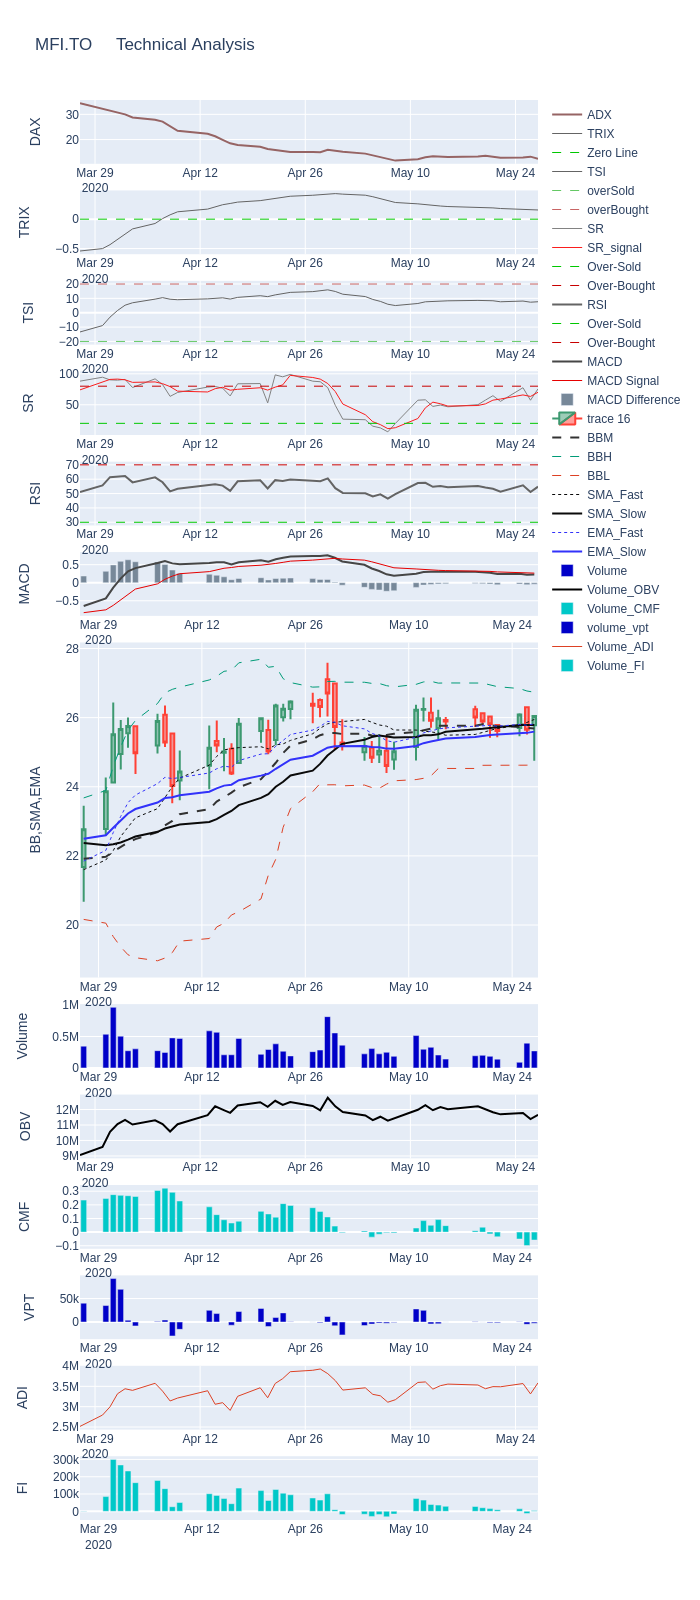 MFI.TO     Technical Analysis
DAX
30
20
Mar 29
2020
Apr 12
Apr 26
May 10
May 24
TRIX
0
−0.5
Mar 29
2020
Apr 12
Apr 26
May 10
May 24
TSI
20
10
0
−10
−20
Mar 29
2020
Apr 12
Apr 26
May 10
May 24
SR
100
50
Mar 29
2020
Apr 12
Apr 26
May 10
May 24
RSI
70
60
50
40
30
Mar 29
2020
Apr 12
Apr 26
May 10
May 24
MACD
0.5
0
−0.5
Mar 29
2020
Apr 12
Apr 26
May 10
May 24
BB,SMA,EMA
28
26
24
22
20
Mar 29
2020
Apr 12
Apr 26
May 10
May 24
Volume
1M
0.5M
0
Mar 29
2020
Apr 12
Apr 26
May 10
May 24
OBV
12M
11M
10M
9M
Mar 29
2020
Apr 12
Apr 26
May 10
May 24
CMF
0.3
0.2
0.1
0
−0.1
Mar 29
2020
Apr 12
Apr 26
May 10
May 24
VPT
50k
0
Mar 29
2020
Apr 12
Apr 26
May 10
May 24
ADI
4M
3.5M
3M
2.5M
Mar 29
2020
Apr 12
Apr 26
May 10
May 24
FI
300k
200k
100k
0
Mar 29
2020
Apr 12
Apr 26
May 10
May 24
ADX
TRIX
Zero Line
TSI
overSold
overBought
SR
SR_signal
Over-Sold
Over-Bought
RSI
Over-Sold
Over-Bought
MACD
MACD Signal
MACD Difference
trace 16
BBM
BBH
BBL
SMA_Fast
SMA_Slow
EMA_Fast
EMA_Slow
Volume
Volume_OBV
Volume_CMF
volume_vpt
Volume_ADI
Volume_FI